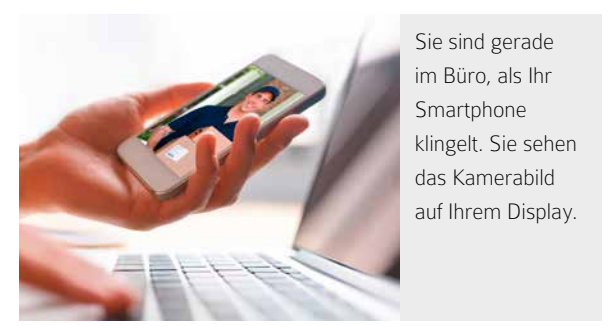 Sie sind gerade
im Büro, als Ihr
Smartphone
klingelt. Sie sehen
das Kamerabild
auf Ihrem Display.